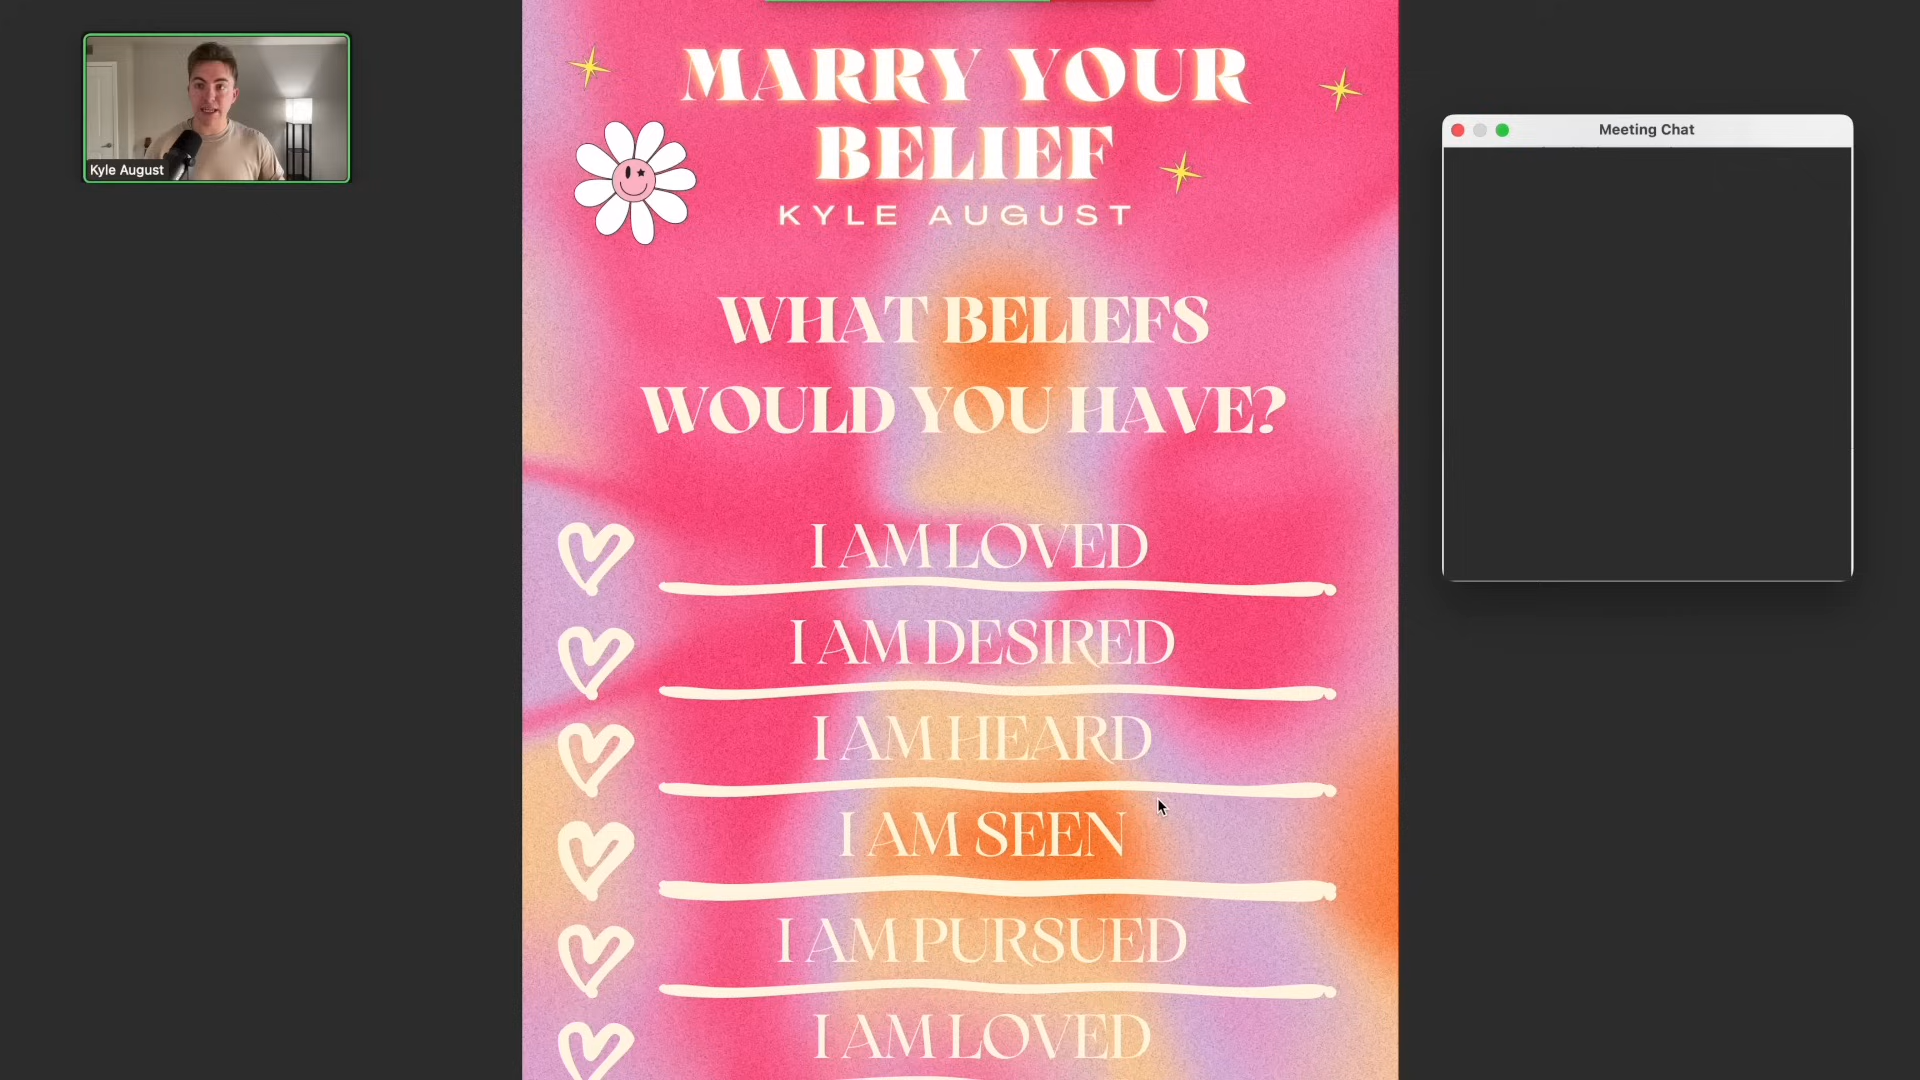 MARRY YOUR
BELIEF
KYLE AUGUST
WHAT BELIEFS
WOULD YOU HAVE?
I AM LOVED
I AM DESIRED
I AM HEARD
I AM SEEN
I AM PURSUED
I AM LOVED
Kyle August
Meeting Chat